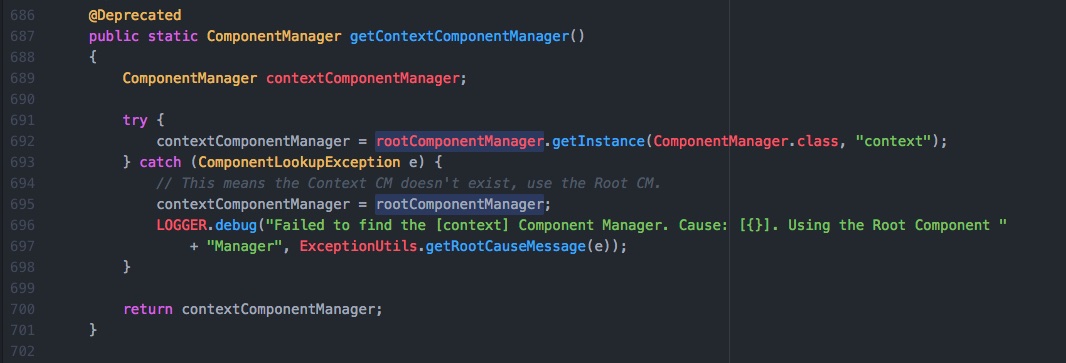 686 @Deprecated
687 public static ComponentManager getContextComponentManager()
688 {
689 ComponentManager contextComponentManager;
690
691 try {
692 contextComponentManager = rootComponentManager.getInstance(ComponentManager.class, "context");
693 } catch (ComponentLookupException e) {
694 // This means the Context CM doesn't exist, use the Root CM.
695 contextComponentManager = rootComponentManager;
696 LOGGER.debug("Failed to find the [context] Component Manager. Cause: [{}]. Using the Root Component "
697 + "Manager", ExceptionUtils.getRootCauseMessage(e));
698 }
699
700 return contextComponentManager;
701 }
702